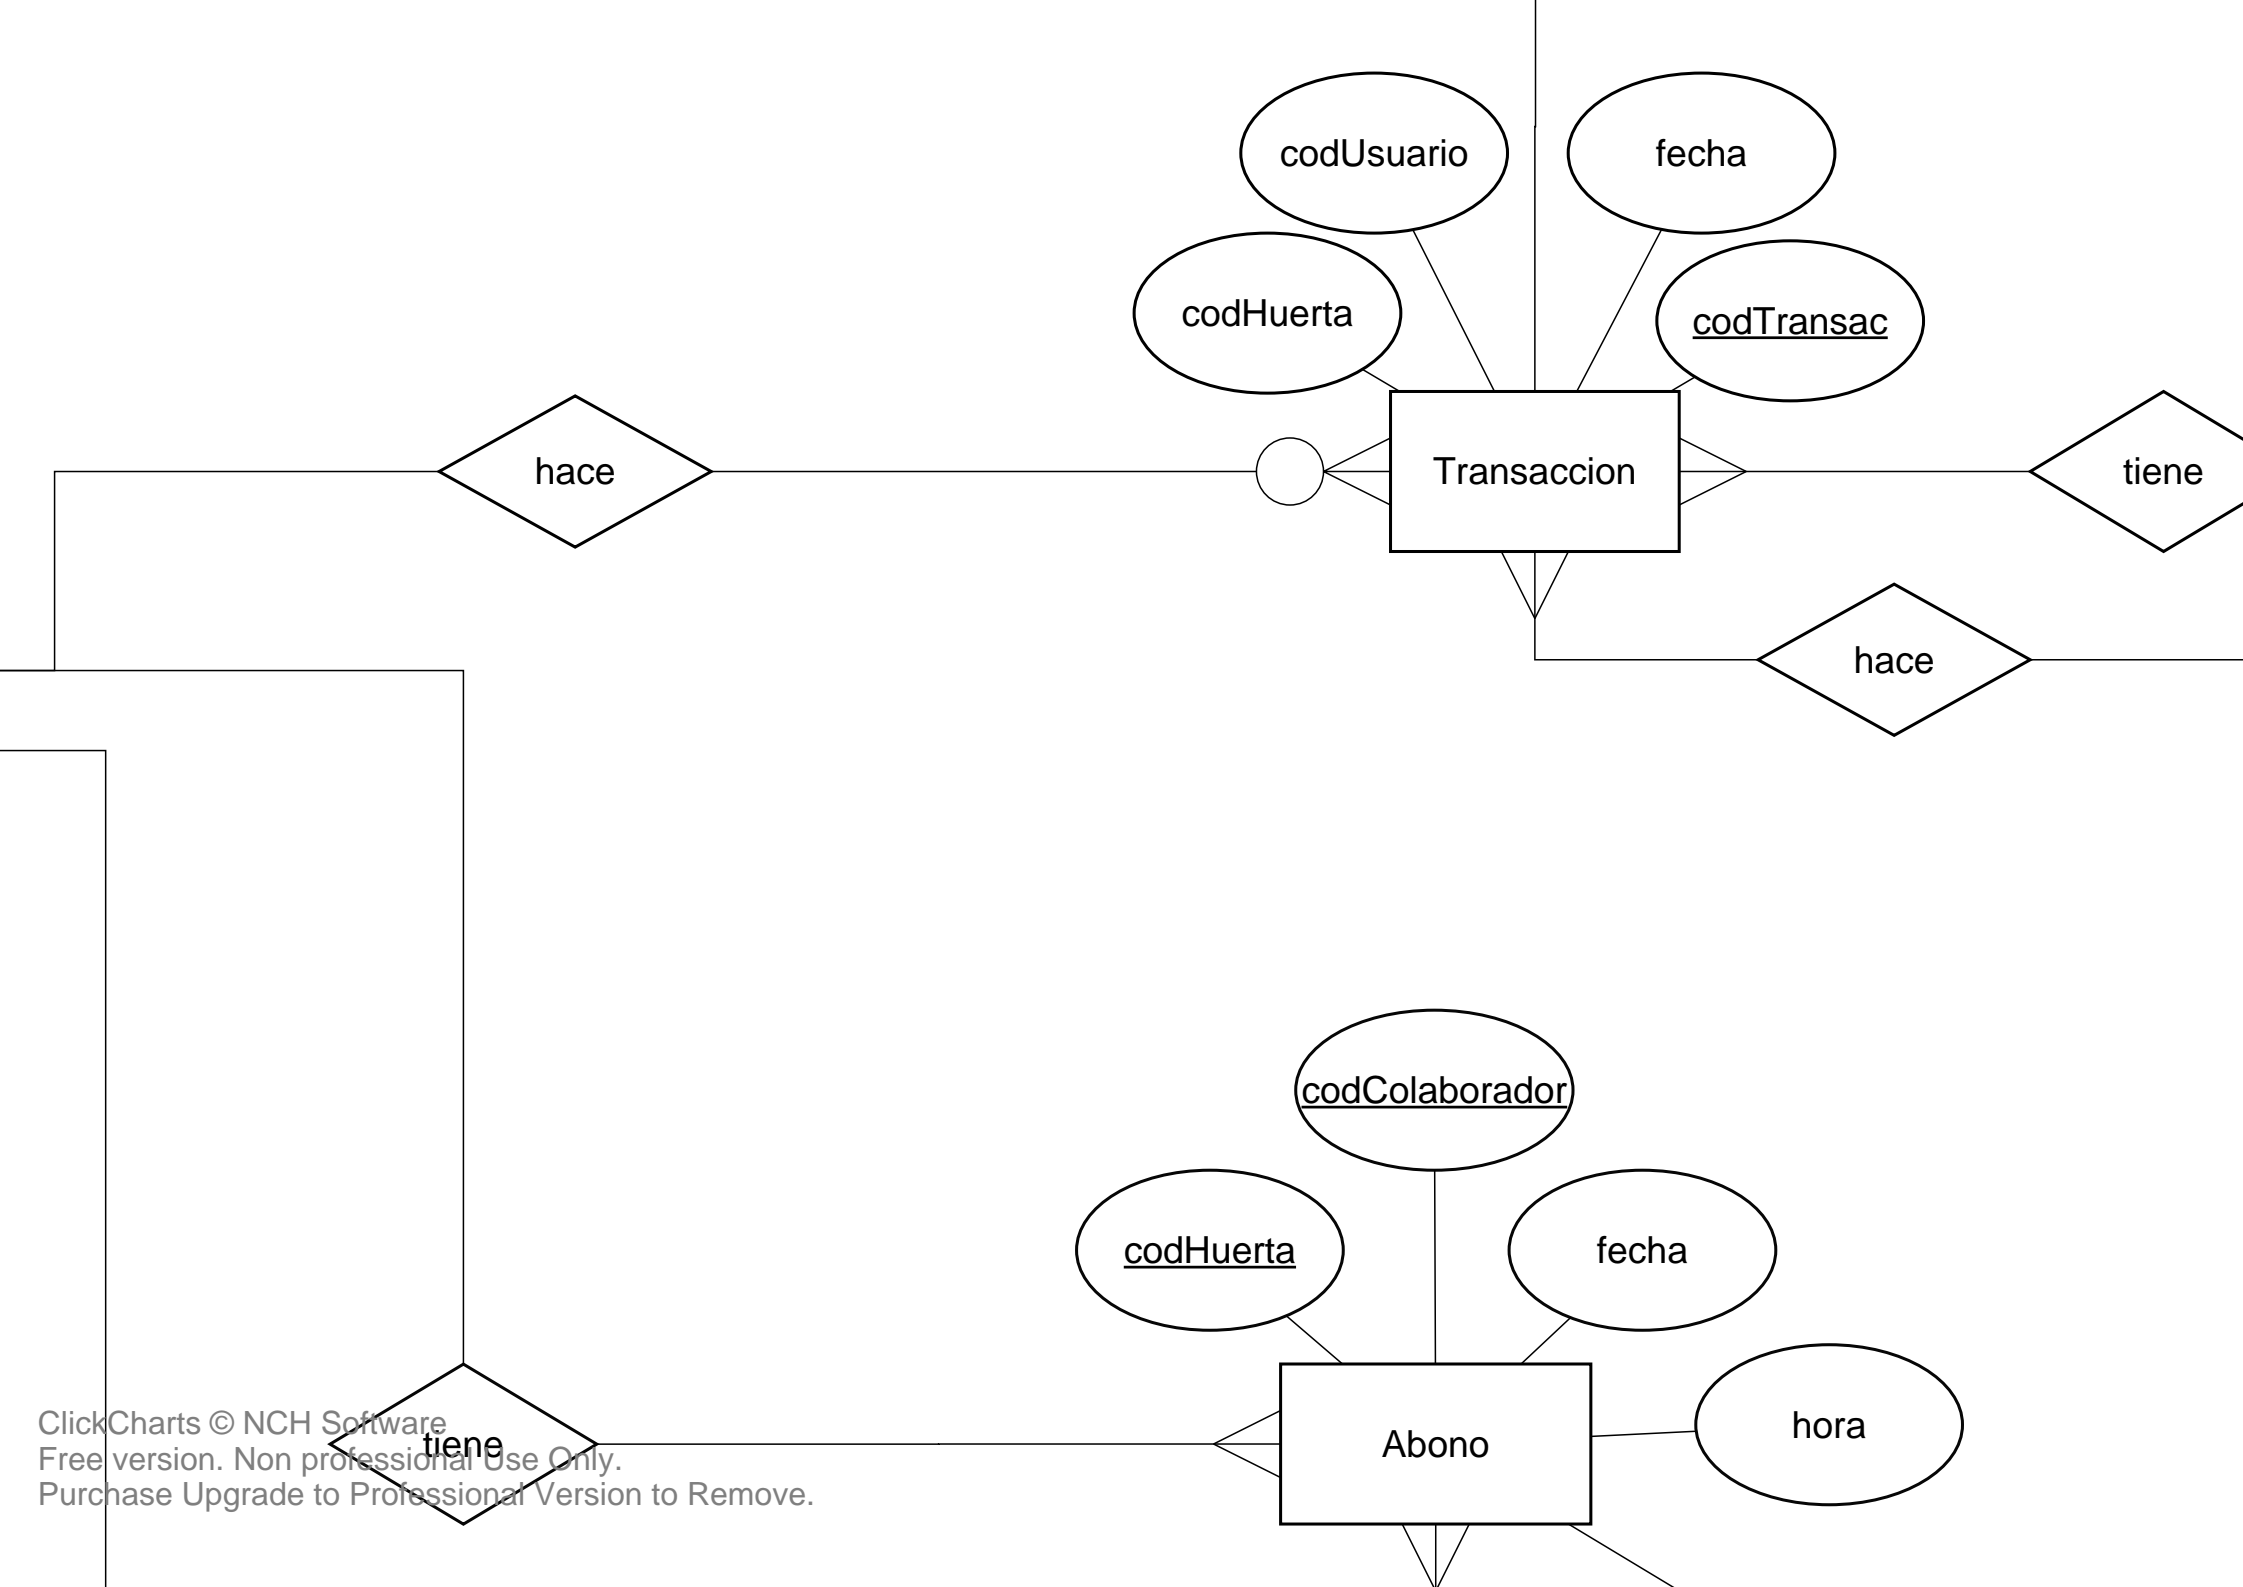 codUsuario
fecha
codHuerta
codTransac
hace
Transaccion
tiene
hace
codColaborador
codHuerta
fecha
hora
tiene
Abono
ClickCharts © NCH Software
Free version. Non professional Use Only.
Purchase Upgrade to Professional Version to Remove.